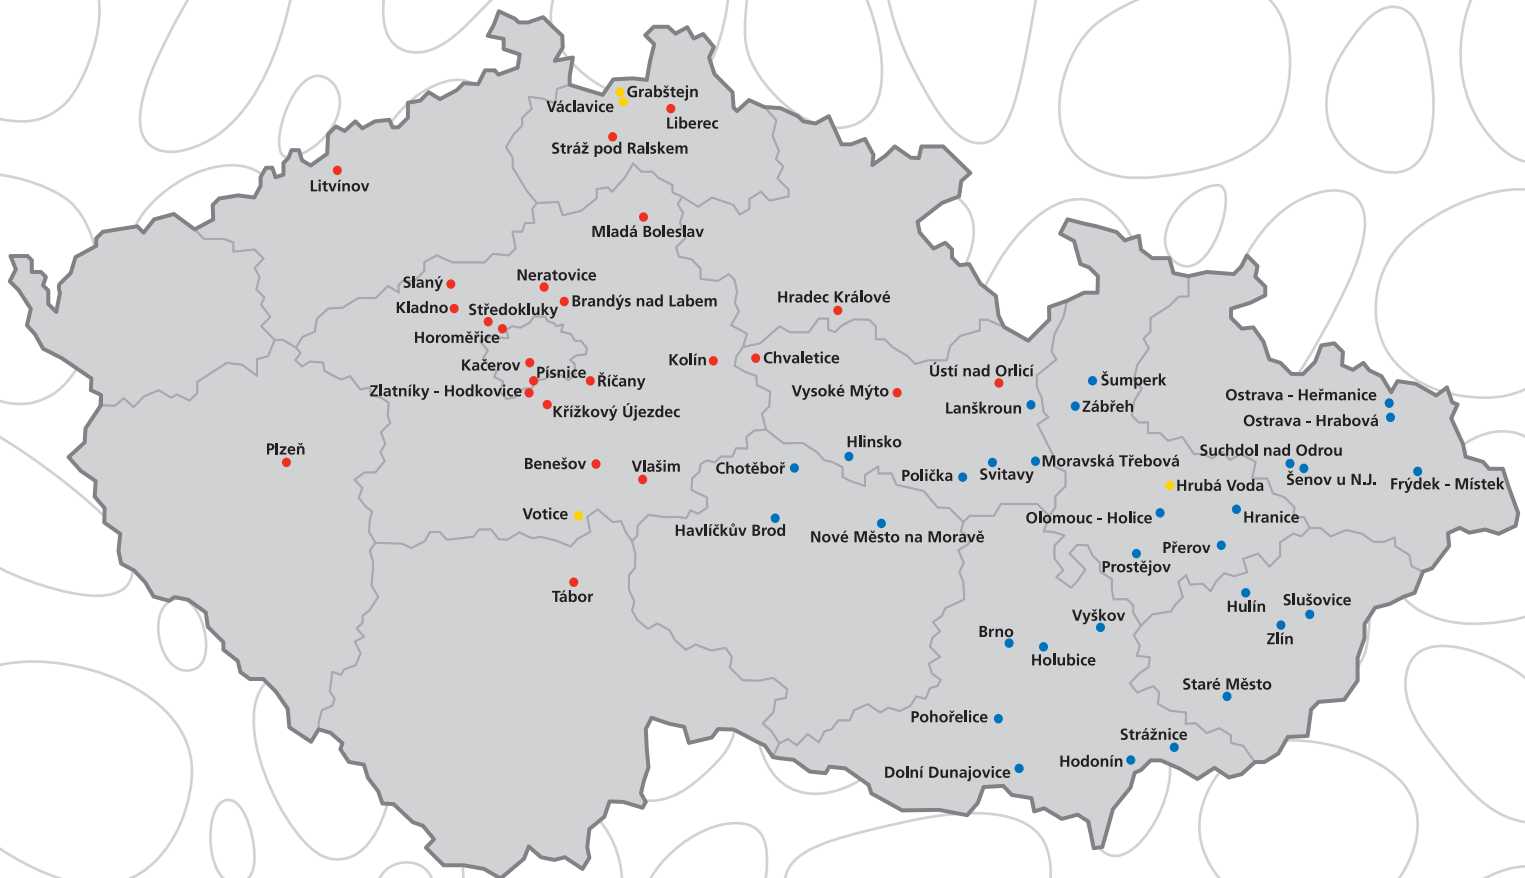 Grabštejn
Václavice
Liberec
Stráž pod Ralskem
Litvínov
Mladá Boleslav
Neratovice
Slaný
Brandýs nad Labem
Hradec Králové
Kladno
Středokluky
Horoměřice
Chvaletice
Kolín
Kačerov
Písnice
Ústí nad Orlicí
Říčany
Šumperk
Zlatníky - Hodkovice
Vysoké Mýto
Ostrava - Heřmanice
Lanškroun
Zábřeh
Křížkový Újezdec
Ostrava - Hrabová
Hlinsko
Plzeň
Suchdol nad Odrou
Moravská Třebová
Benešov
Vlašim
Chotěboř
Svitavy
Polička
Šenov u N.J.
Frýdek - Místek
Hrubá Voda
Votice
Olomouc - Holice
Hranice
Havlíčkův Brod
Nové Město na Moravě
Přerov
Prostějov
Tábor
Slušovice
Hulín
Vyškov
Brno
Zlín
Holubice
Staré Město
Pohořelice
Strážnice
Hodonín
Dolní Dunajovice